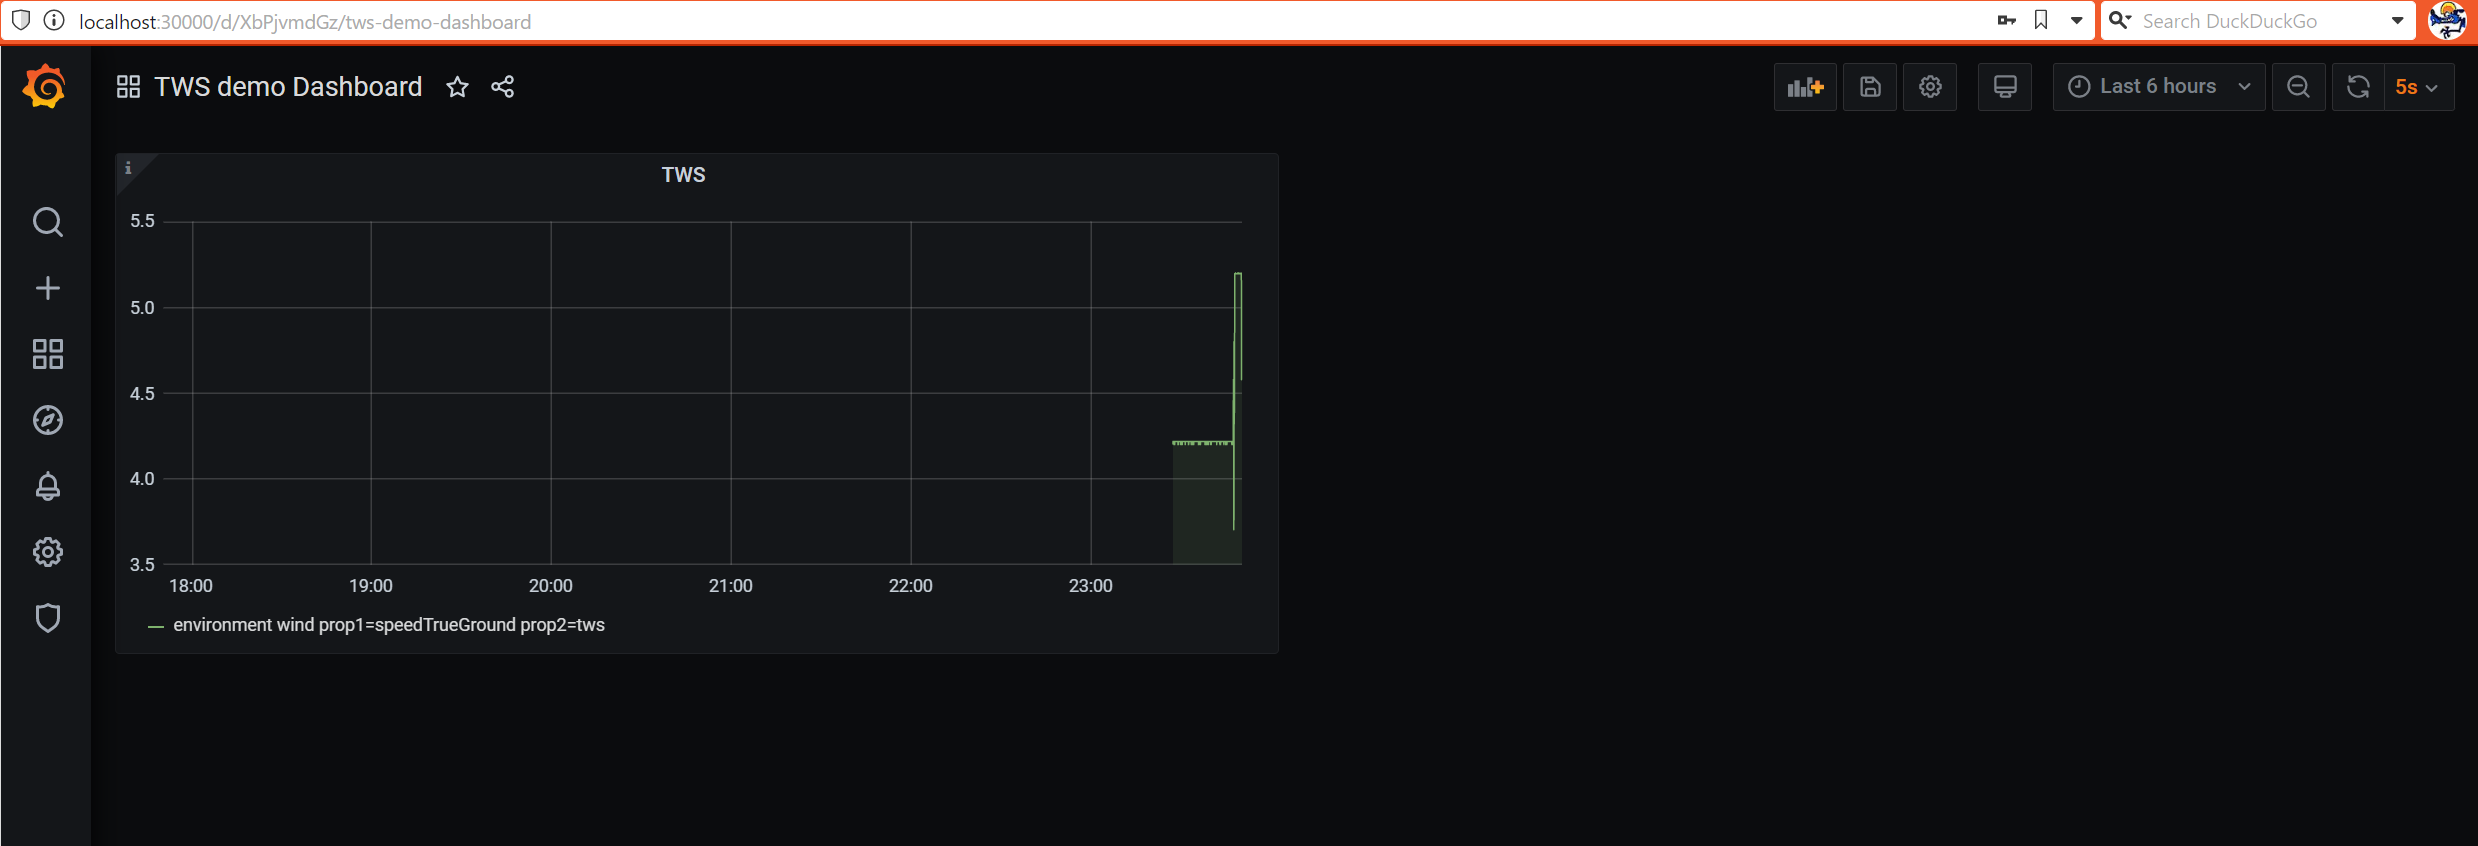 localhost:30000/d/XbPjvmdGz/tws-demo-dashboard
Search DuckDuckGo
TWS demo Dashboard
Last 6 hours
5s
i
TWS
5.5
5.0
4.5
4.0
3.5
18:00 19:00 20:00 21:00 22:00 23:00
environment wind prop1=speedTrueGround prop2=tws